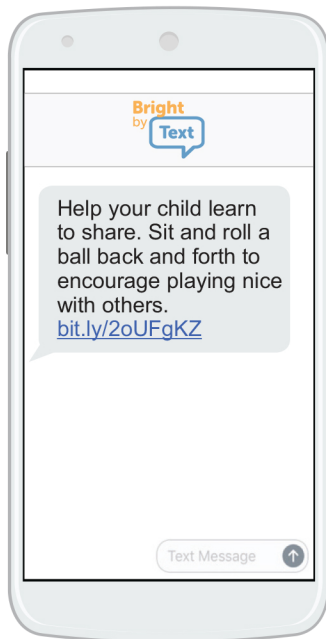 Bright
by Text
Help your child learn
to share. Sit and roll a
ball back and forth to
encourage playing nice
with others.
bit.ly/2oUFgKZ
Text Message